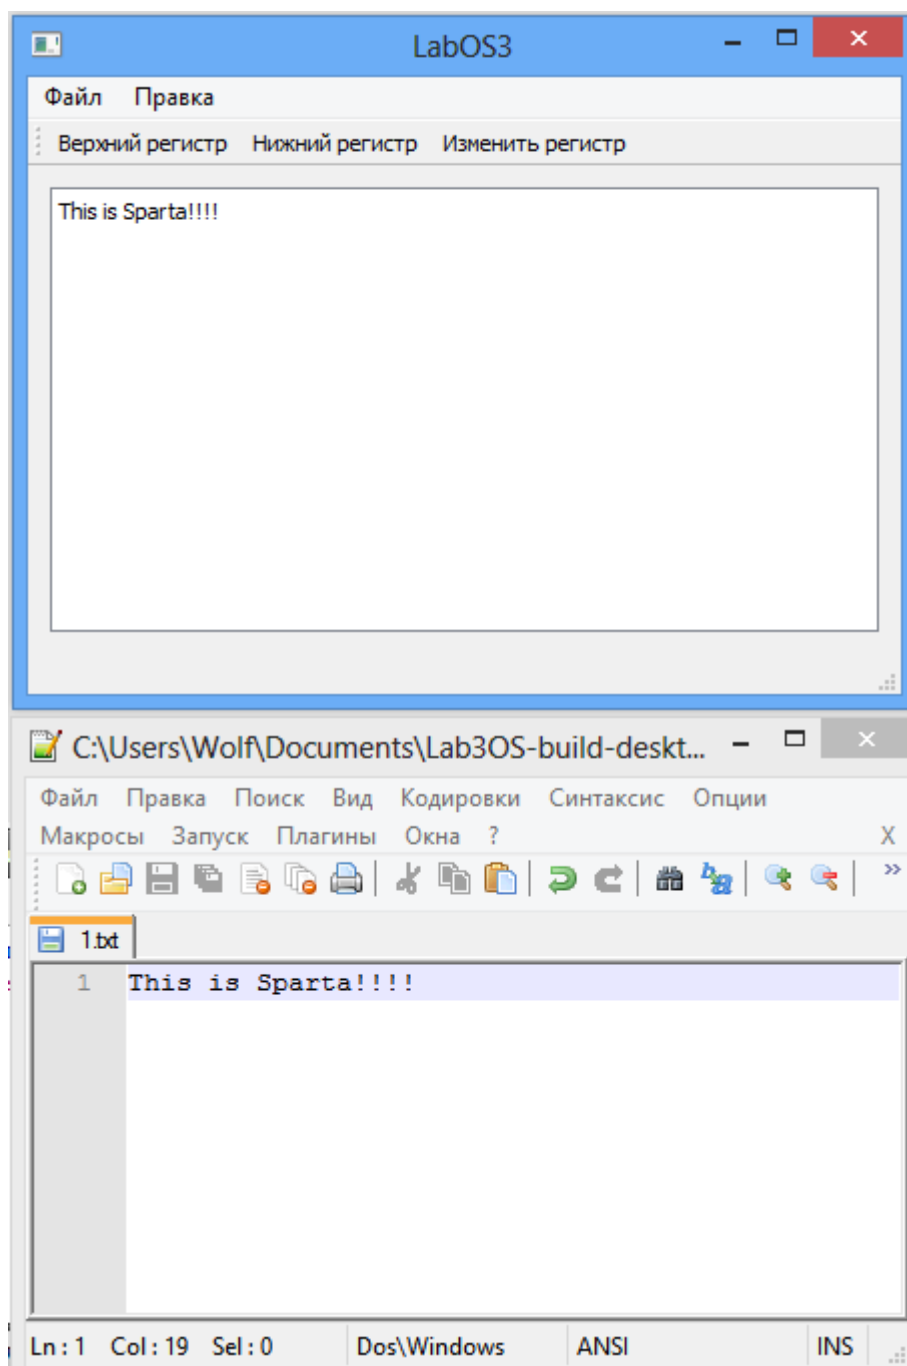 LabOS3
Файл Правка
Верхний регистр Нижний регистр Изменить регистр
This is Sparta!!!!
C:\Users\Wolf\Documents\Lab3OS-build-deskt...
Файл Правка Поиск Вид Кодировки Синтаксис Опции
Макросы Запуск Плагины Окна ? X
1.txt
1 This is Sparta!!!!
Ln : 1 Col : 19 Sel : 0 Dos\Windows ANSI INS